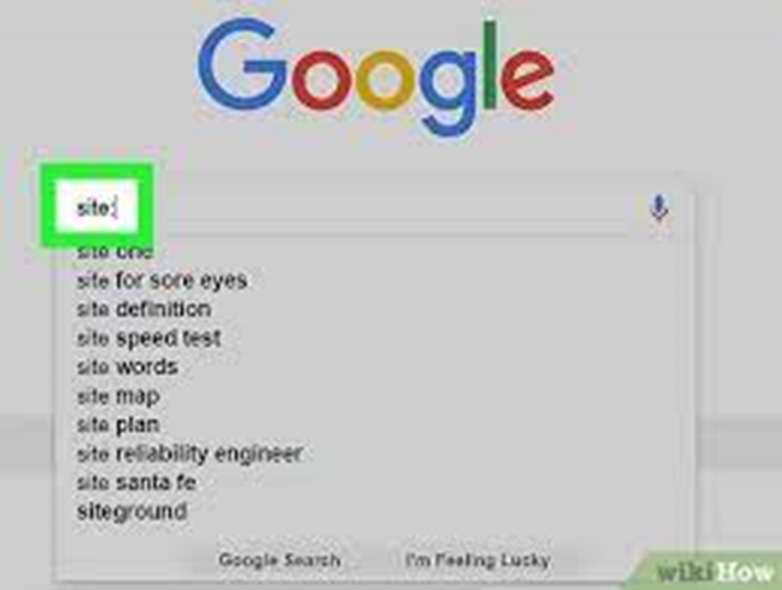 Google
site:
site one
site for sore eyes
site definition
site speed test
site words
site map
site plan
site reliability engineer
site santa fe
siteground
Google Search I'm Feeling Lucky
wikiHow